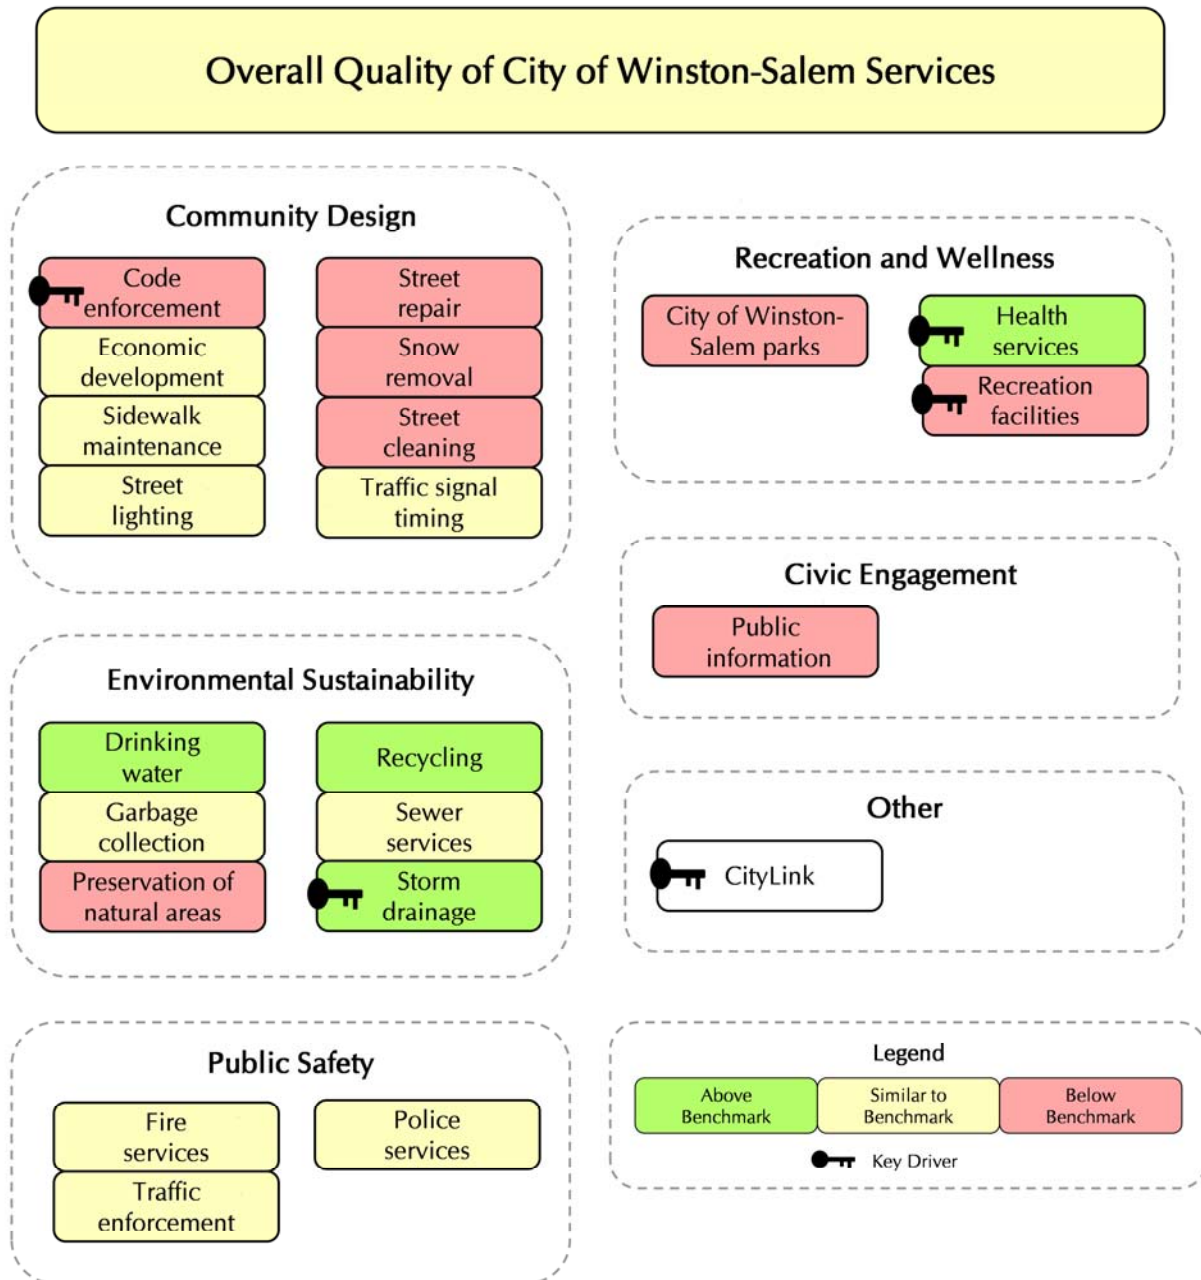 Overall Quality of City of Winston-Salem Services
Community Design
Code
enforcement
Economic
development
Sidewalk
maintenance
Street
lighting
Street
repair
Snow
removal
Street
cleaning
Traffic signal
timing
Recreation and Wellness
City of Winston-
Salem parks
Health
services
Recreation
facilities
Civic Engagement
Public
information
Environmental Sustainability
Drinking
water
Garbage
collection
Preservation of
natural areas
Recycling
Sewer
services
Storm
drainage
Other
CityLink
Public Safety
Fire
services
Traffic
enforcement
Police
services
Legend
Above
Benchmark
Similar to
Benchmark
Below
Benchmark
Key Driver